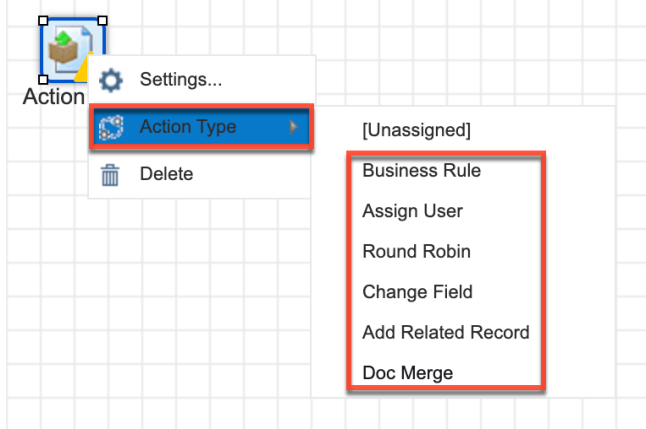 Settings...
Action
Action Type
[Unassigned]
Delete
Business Rule
Assign User
Round Robin
Change Field
Add Related Record
Doc Merge